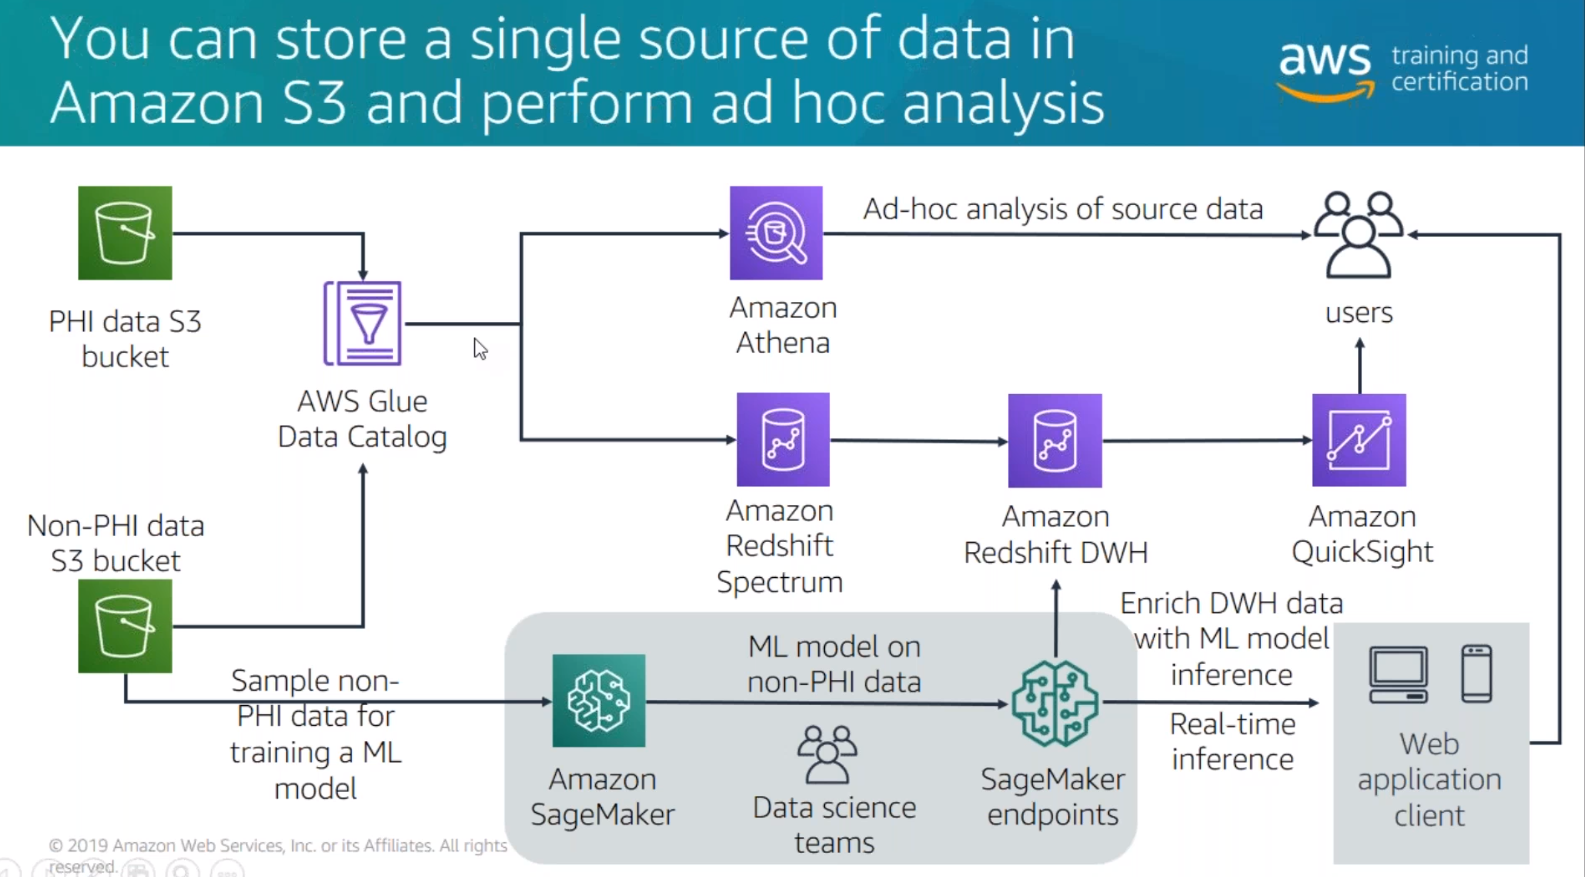 You can store a single source of data in
Amazon S3 and perform ad hoc analysis
aws training and
certification
PHI data S3
bucket
AWS Glue
Data Catalog
Non-PHI data
S3 bucket
Amazon
Athena
Ad-hoc analysis of source data
users
Amazon
Redshift
Spectrum
Amazon
Redshift DWH
Amazon
QuickSight
Sample non-
PHI data for
training a ML
model
Amazon
SageMaker
ML model on
non-PHI data
Data science
teams
SageMaker
endpoints
Enrich DWH data
with ML model
inference
Real-time
inference
Web
application
client
© 2019 Amazon Web Services, Inc. or its Affiliates. All rights
reserved.